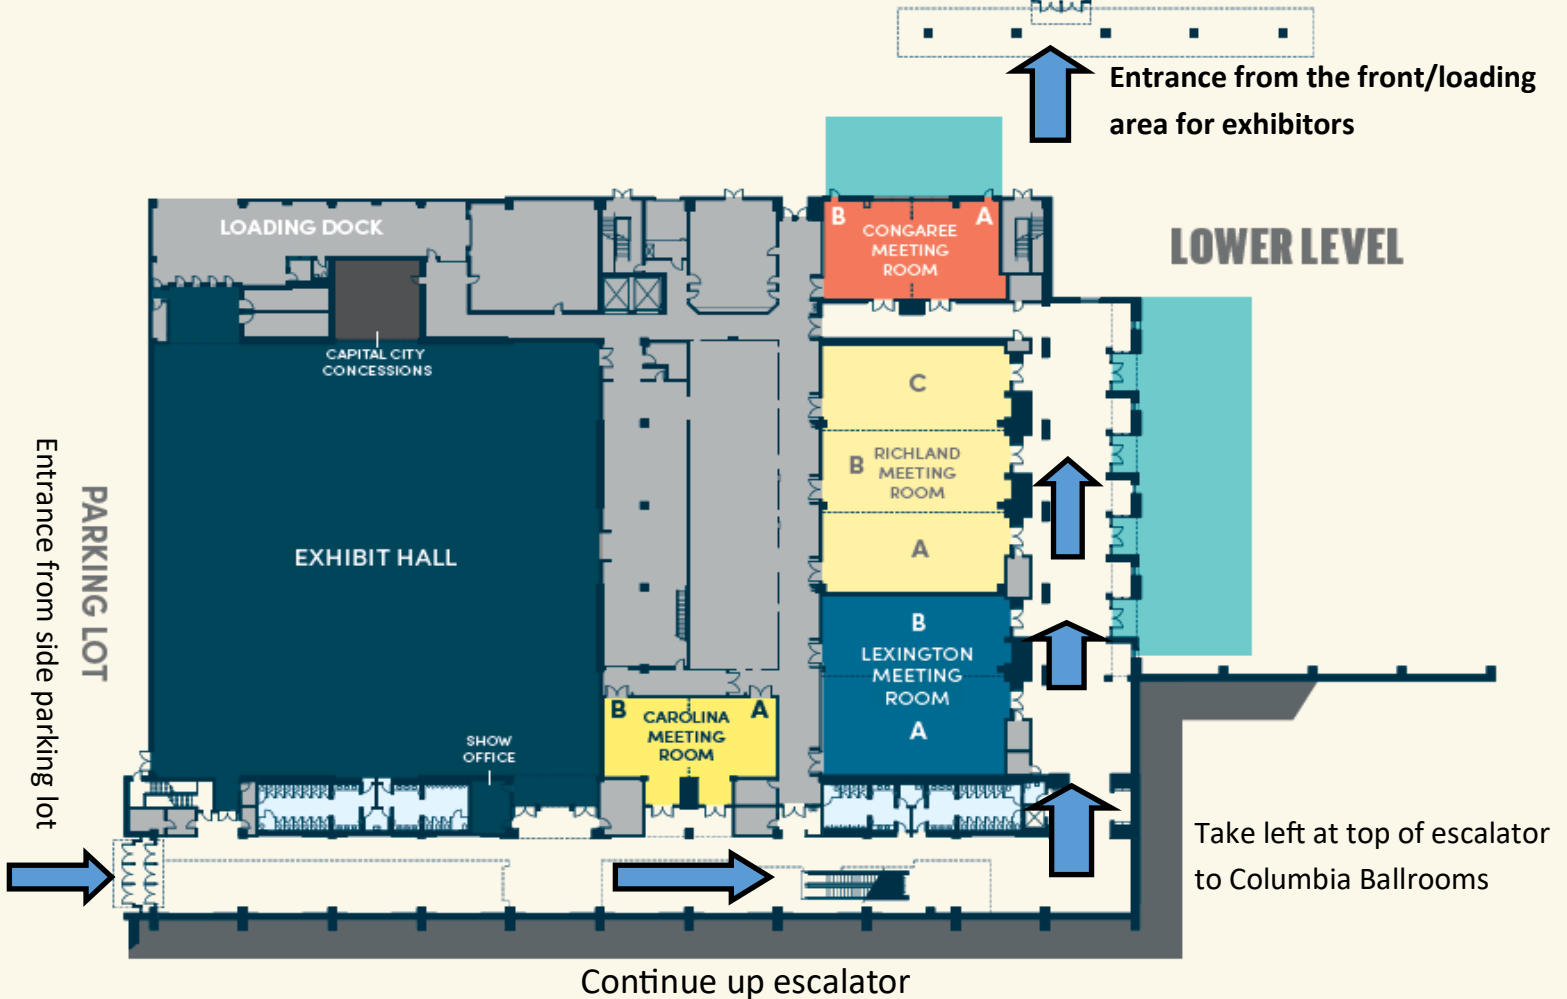 Entrance from the front/loading
area for exhibitors
LOADING DOCK
B
A
CONGAREE
MEETING
ROOM
LOWER LEVEL
CAPITAL CITY
CONCESSIONS
C
B
RICHLAND
MEETING
ROOM
A
Entrance from side parking lot
PARKING LOT
EXHIBIT HALL
B
LEXINGTON
MEETING
ROOM
A
B
A
CAROLINA
MEETING
ROOM
SHOW
OFFICE
Take left at top of escalator
to Columbia Ballrooms
Continue up escalator